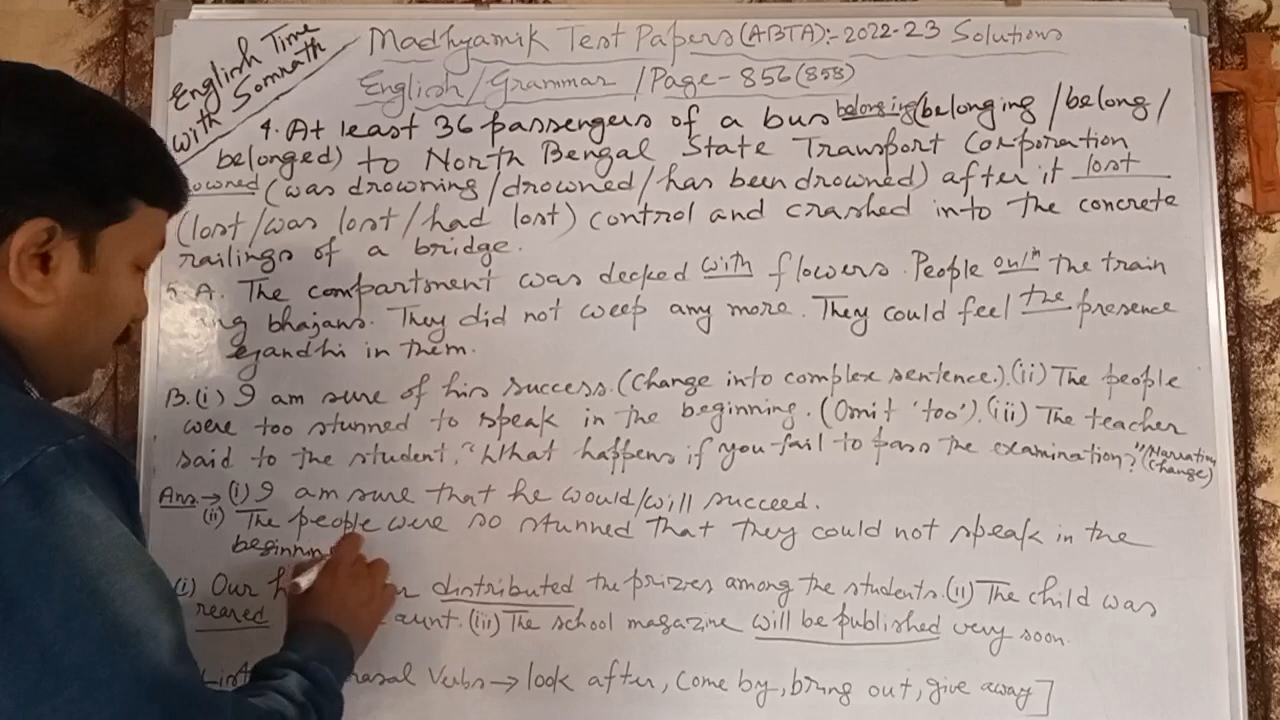 English Time
with Somnath
Madhyamik Test Papers (ABTA):- 2022-23 Solutions
English/Grammar /Page-856(858)
4. At least 36 passengers of a bus belonging (belonging /belong/
belonged) to North Bengal State Transport Corporation
owned (was drowning /drowned/has been drowned) after it lost
(lost/was lost/had lost) control and crashed into the concrete
railings of a bridge.
5. A. The compartment was decked with flowers. People the train
ing bhajans. They did not weep any more. They could feel the presence
Gandhi in them.
B. (i) I am sure of his success. (Change into complex sentence.). (ii) The people
were too stunned to speak in the beginning. (Omit 'too'). (iii) The teacher
said to the student, "What happens if you fail to pass the examination?" (Narration
Change)
Ans → (i) I am sure that he would/will succeed.
(ii) The people were so stunned that they could not speak in the
beginnin
(i) Our h distributed the prizes among the students. (ii) The child was
reared aunt. (iii) The school magazine will be published very soon.
List rasal Verbs → look after, come by, bring out, give away]